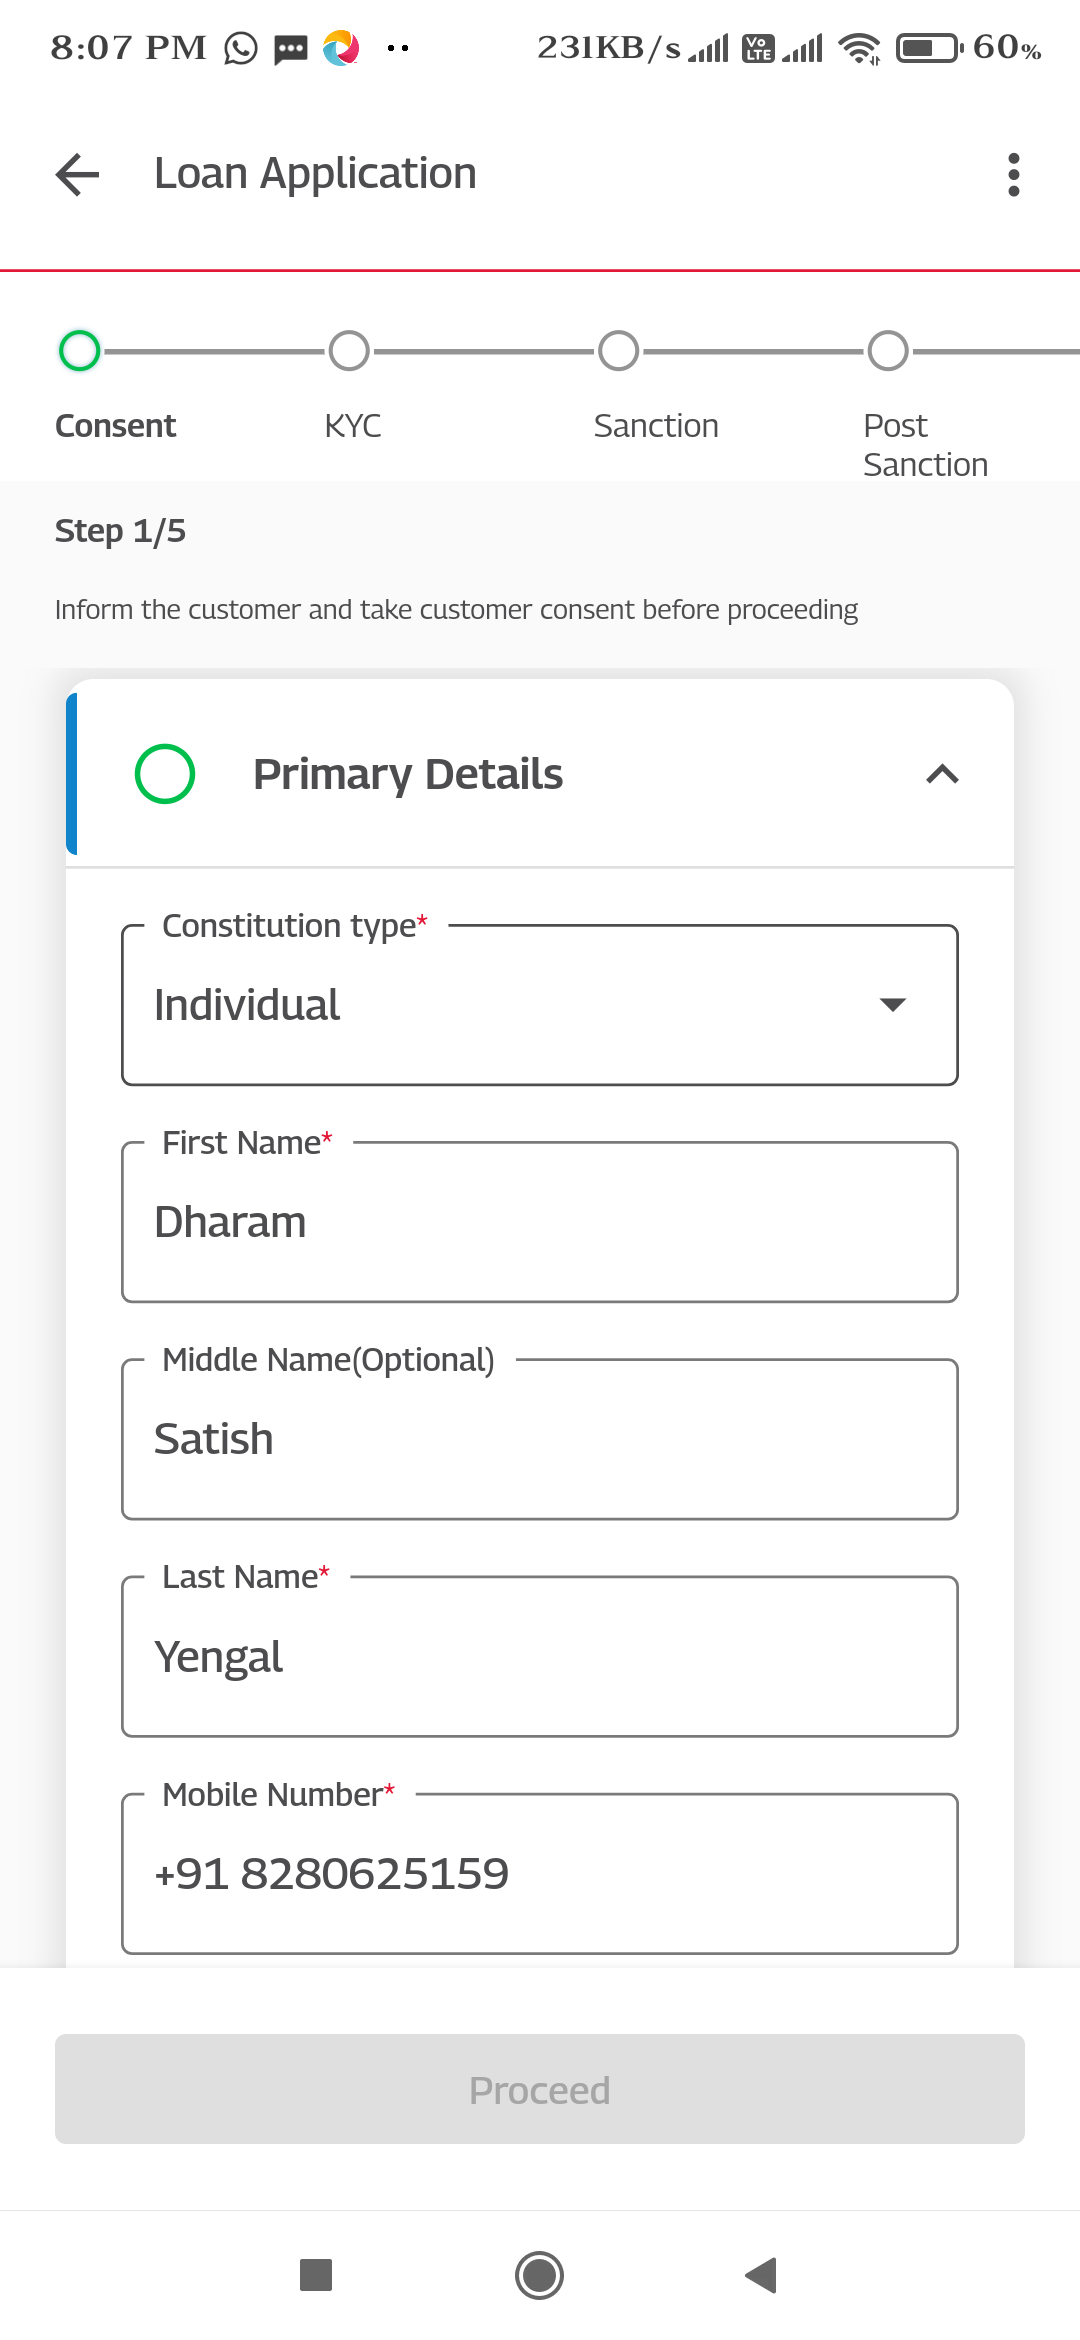 8:07 PM 231KB/s Vo LTE 60%
Loan Application
Consent KYC Sanction Post Sanction
Step 1/5
Inform the customer and take customer consent before proceeding
Primary Details
Constitution type*
Individual
First Name*
Dharam
Middle Name(Optional)
Satish
Last Name*
Yengal
Mobile Number*
+91 8280625159
Proceed